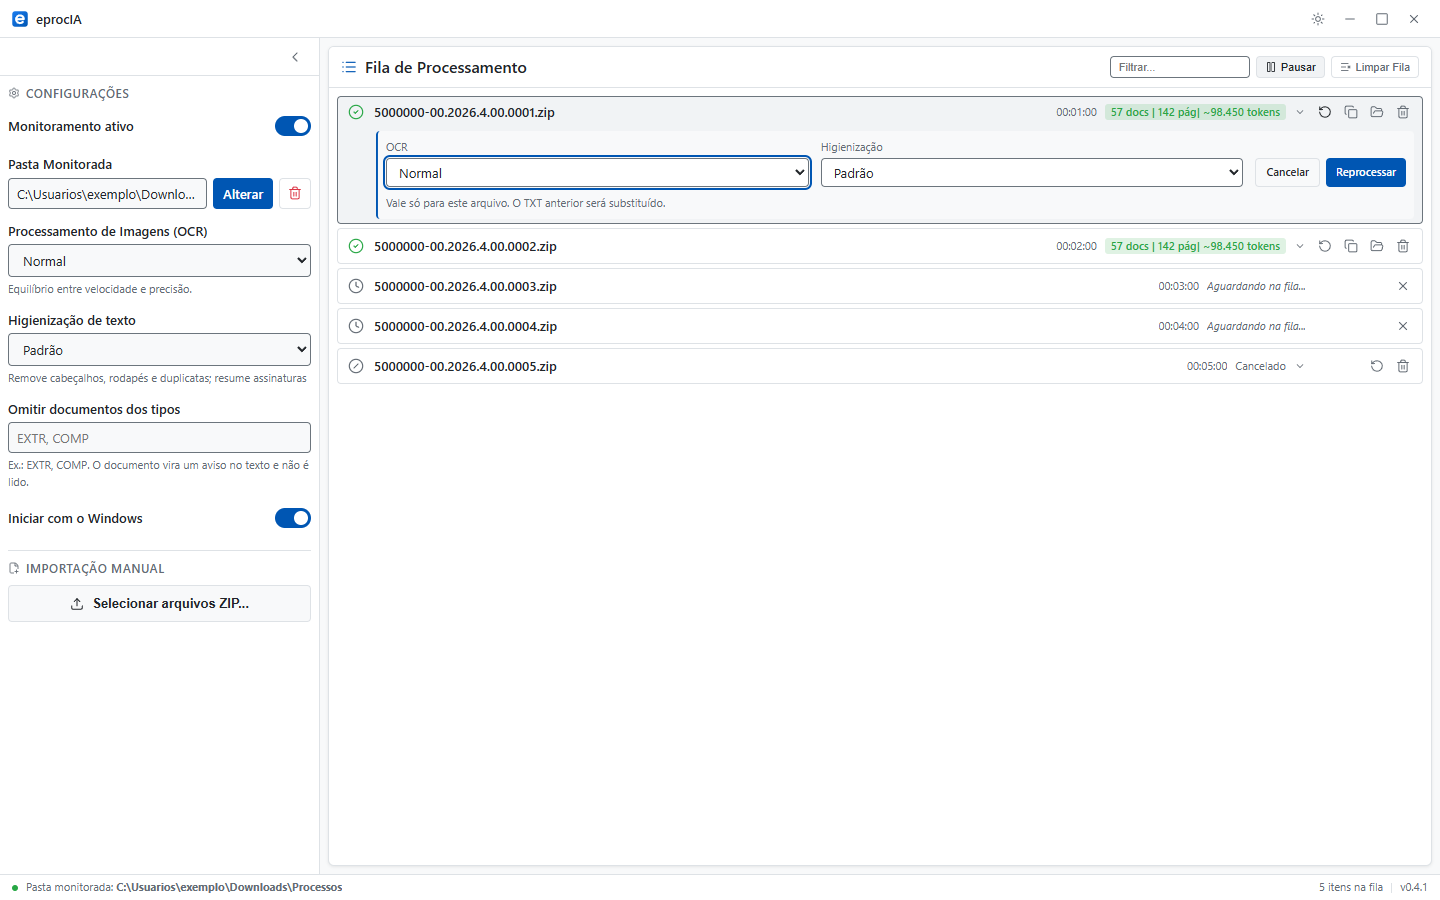 eprocIA
CONFIGURAÇÕES
Monitoramento ativo
Pasta Monitorada
C:\Usuarios\exemplo\Downlo...
Alterar
Processamento de Imagens (OCR)
Normal
Equilíbrio entre velocidade e precisão.
Higienização de texto
Padrão
Remove cabeçalhos, rodapés e duplicatas; resume assinaturas
Omitir documentos dos tipos
EXTR, COMP
Ex.: EXTR, COMP. O documento vira um aviso no texto e não é
lido.
Iniciar com o Windows
IMPORTAÇÃO MANUAL
Selecionar arquivos ZIP...
Fila de Processamento
Filtrar...
Pausar
Limpar Fila
5000000-00.2026.4.00.0001.zip 00:01:00 57 docs | 142 pág| ~98.450 tokens
OCR
Normal
Higienização
Padrão
Cancelar
Reprocessar
Vale só para este arquivo. O TXT anterior será substituído.
5000000-00.2026.4.00.0002.zip 00:02:00 57 docs | 142 pág| ~98.450 tokens
5000000-00.2026.4.00.0003.zip 00:03:00 Aguardando na fila...
5000000-00.2026.4.00.0004.zip 00:04:00 Aguardando na fila...
5000000-00.2026.4.00.0005.zip 00:05:00 Cancelado
Pasta monitorada: C:\Usuarios\exemplo\Downloads\Processos
5 itens na fila
v0.4.1